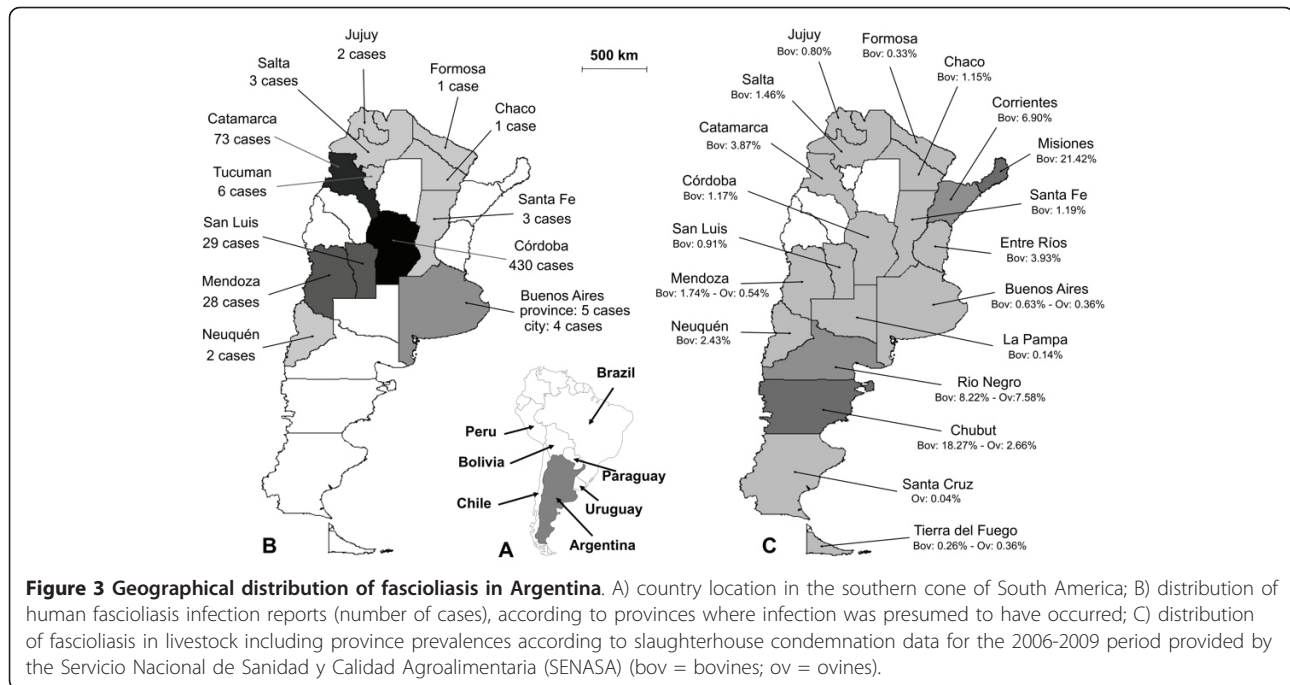 Jujuy
2 cases
Salta
3 cases
Formosa
1 case
Catamarca
73 cases
Chaco
1 case
Tucuman
6 cases
Santa Fe
3 cases
San Luis
29 cases
Córdoba
430 cases
Mendoza
28 cases
Buenos Aires
province: 5 cases
city: 4 cases
Neuquén
2 cases
B
500 km
Brazil
Peru
Bolivia
Paraguay
Chile
Uruguay
Argentina
A
Jujuy
Bov: 0.80%
Formosa
Bov: 0.33%
Salta
Bov: 1.46%
Chaco
Bov: 1.15%
Corrientes
Bov: 6.90%
Catamarca
Bov: 3.87%
Misiones
Bov: 21.42%
Córdoba
Bov: 1.17%
Santa Fe
Bov: 1.19%
San Luis
Bov: 0.91%
Entre Ríos
Bov: 3.93%
Mendoza
Bov: 1.74% - Ov: 0.54%
Buenos Aires
Bov: 0.63% - Ov: 0.36%
Neuquén
Bov: 2.43%
La Pampa
Bov: 0.14%
Rio Negro
Bov: 8.22% - Ov:7.58%
Chubut
Bov: 18.27% - Ov: 2.66%
Santa Cruz
Ov: 0.04%
Tierra del Fuego
Bov: 0.26% - Ov: 0.36%
C
Figure 3 Geographical distribution of fascioliasis in Argentina. A) country location in the southern cone of South America; B) distribution of
human fascioliasis infection reports (number of cases), according to provinces where infection was presumed to have occurred; C) distribution
of fascioliasis in livestock including province prevalences according to slaughterhouse condemnation data for the 2006-2009 period provided by
the Servicio Nacional de Sanidad y Calidad Agroalimentaria (SENASA) (bov = bovines; ov = ovines).